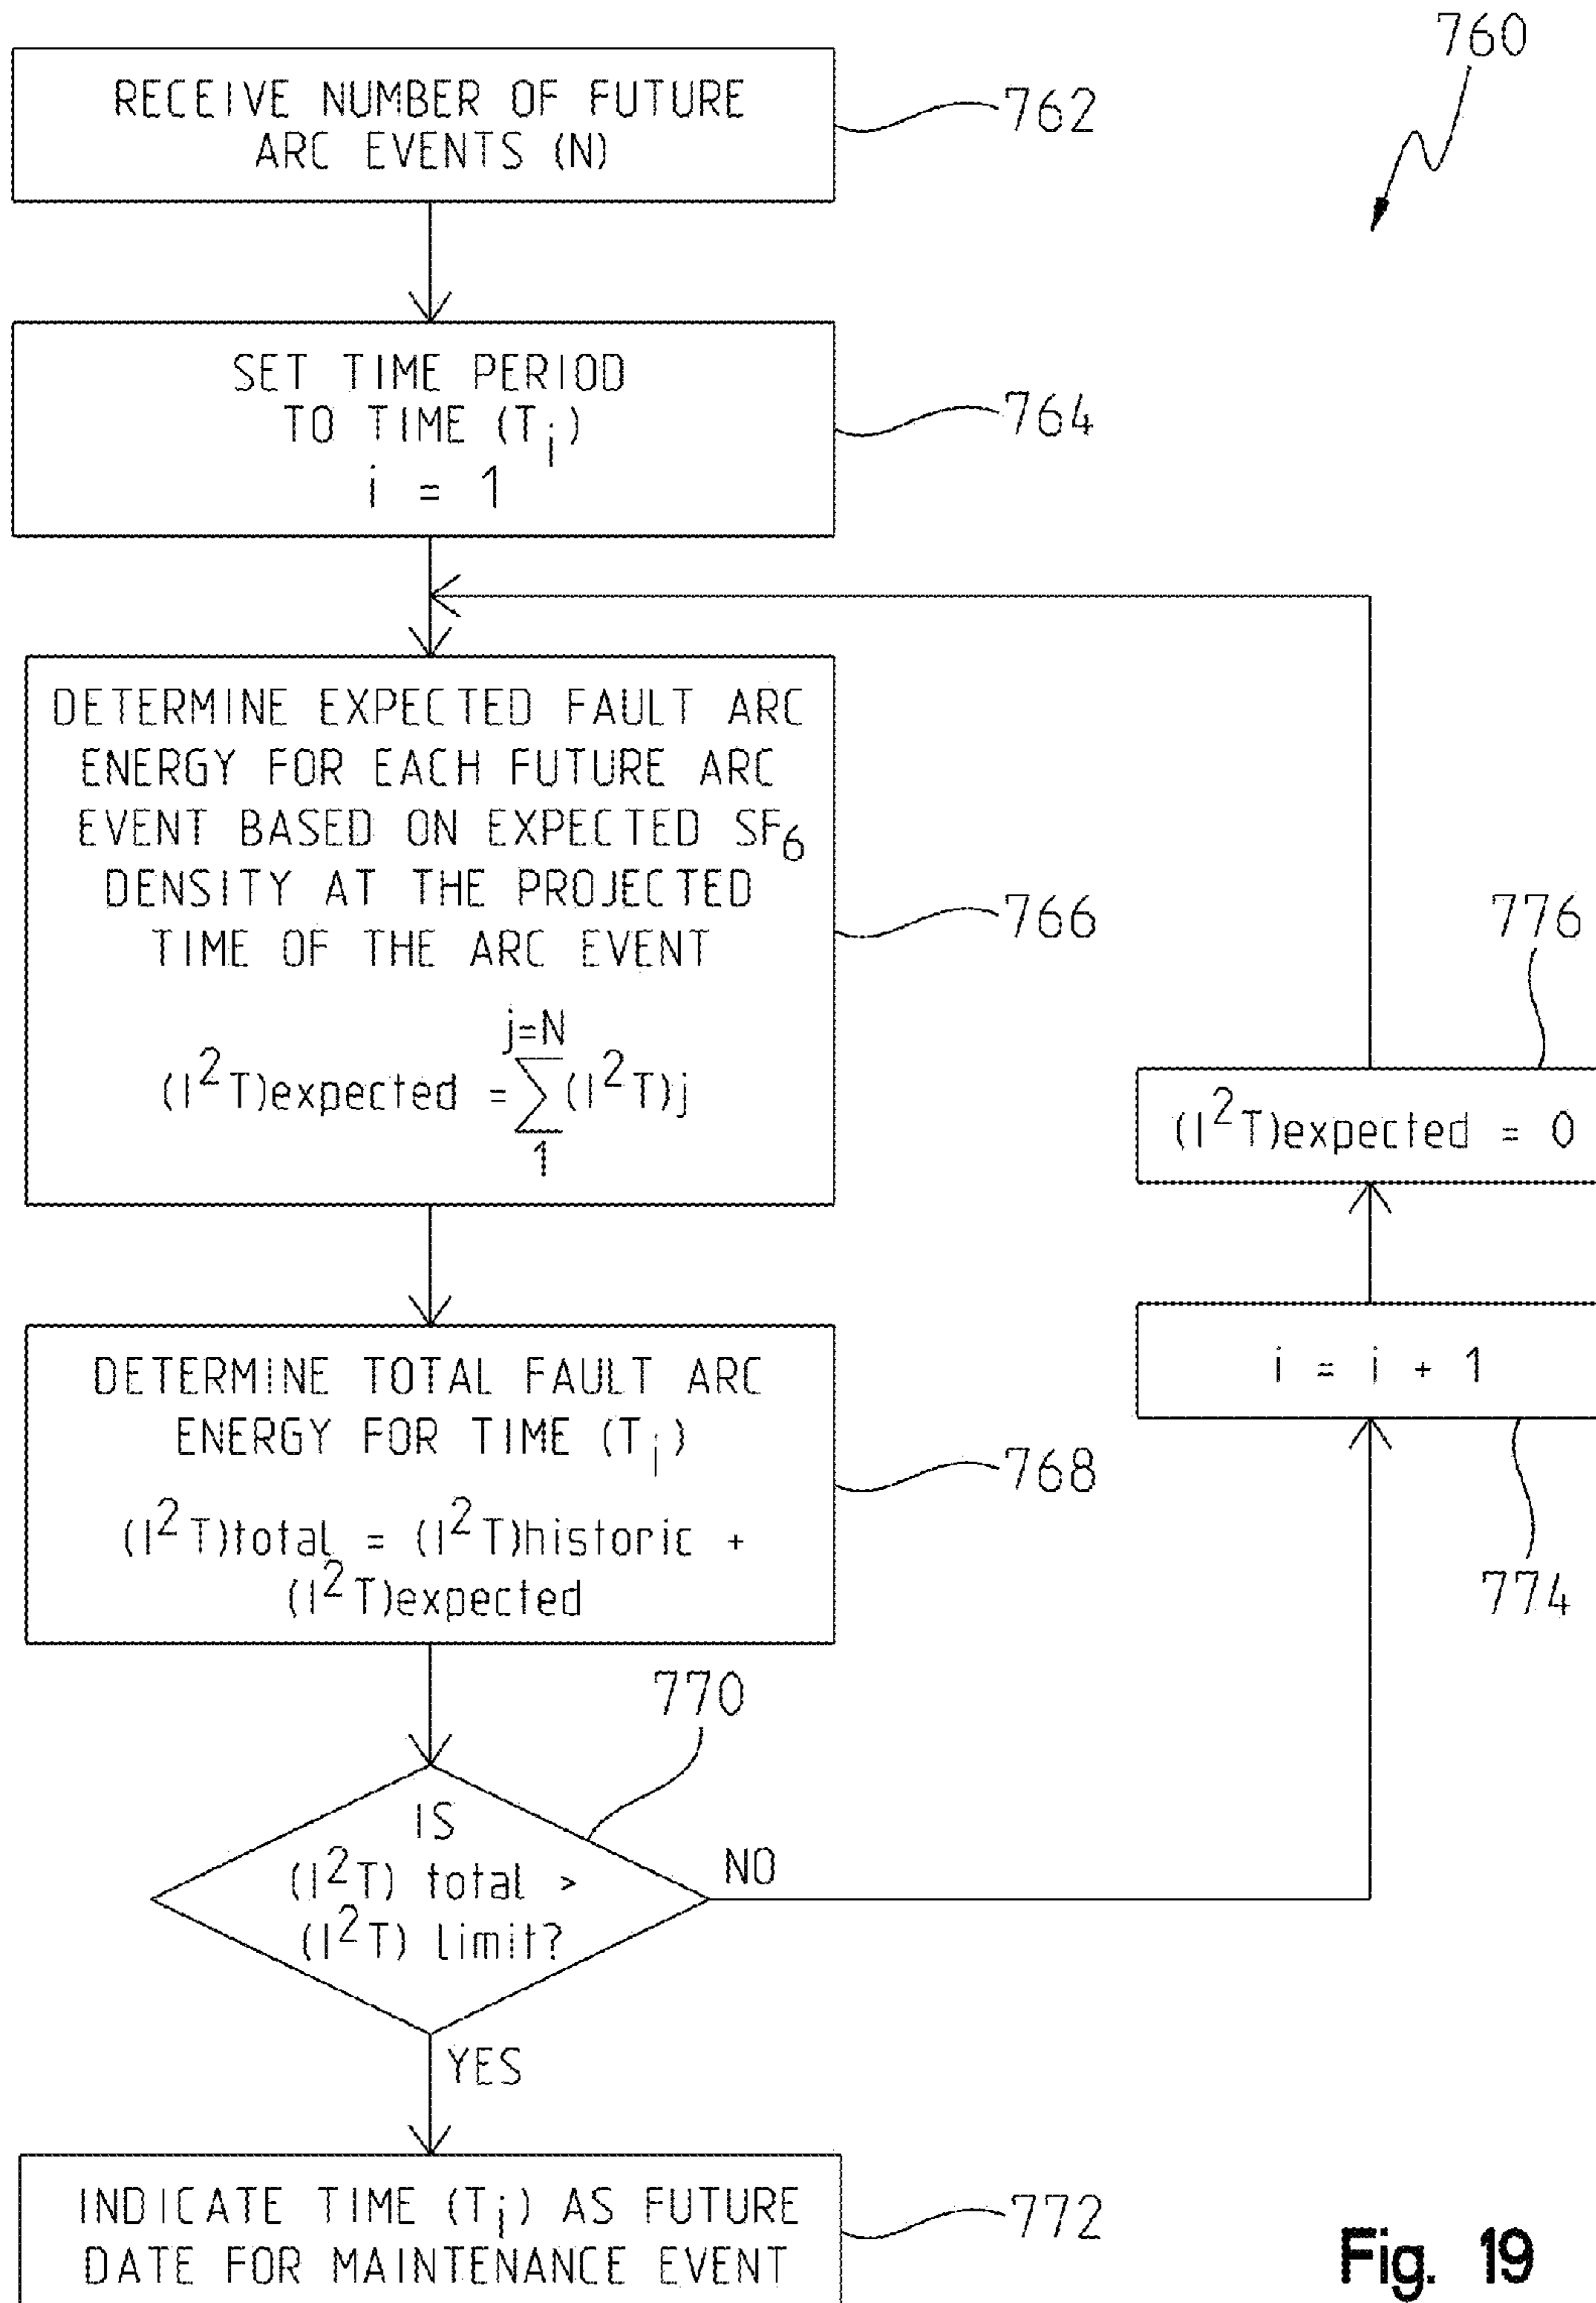 760
RECEIVE NUMBER OF FUTURE
ARC EVENTS (N)
762
SET TIME PERIOD
TO TIME (Tᵢ)
i = 1
764
DETERMINE EXPECTED FAULT ARC
ENERGY FOR EACH FUTURE ARC
EVENT BASED ON EXPECTED SF₆
DENSITY AT THE PROJECTED
TIME OF THE ARC EVENT
j=N
(I²T)expected = ∑(I²T)j
1
766
776
(I²T)expected = 0
i = i + 1
774
DETERMINE TOTAL FAULT ARC
ENERGY FOR TIME (Tᵢ)
(I²T)total = (I²T)historic +
(I²T)expected
768
770
IS
(I²T) total >
(I²T) Limit?
NO
YES
INDICATE TIME (Tᵢ) AS FUTURE
DATE FOR MAINTENANCE EVENT
772
Fig. 19